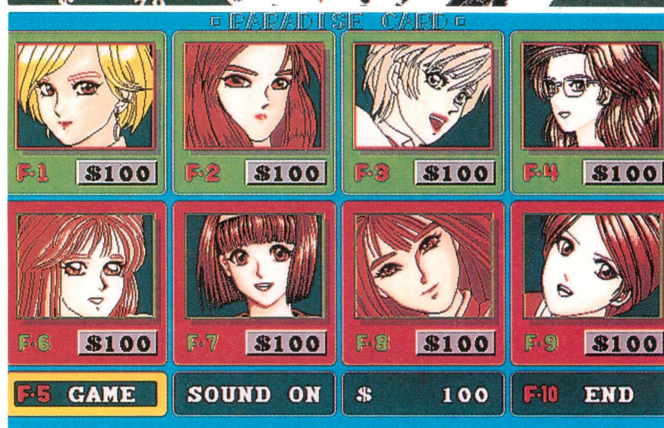 PARADISE CARD
F·1 $100 F·2 $100 F·3 $100 F·4 $100
F·6 $100 F·7 $100 F·8 $100 F·9 $100
F·5 GAME SOUND ON $ 100 F·10 END